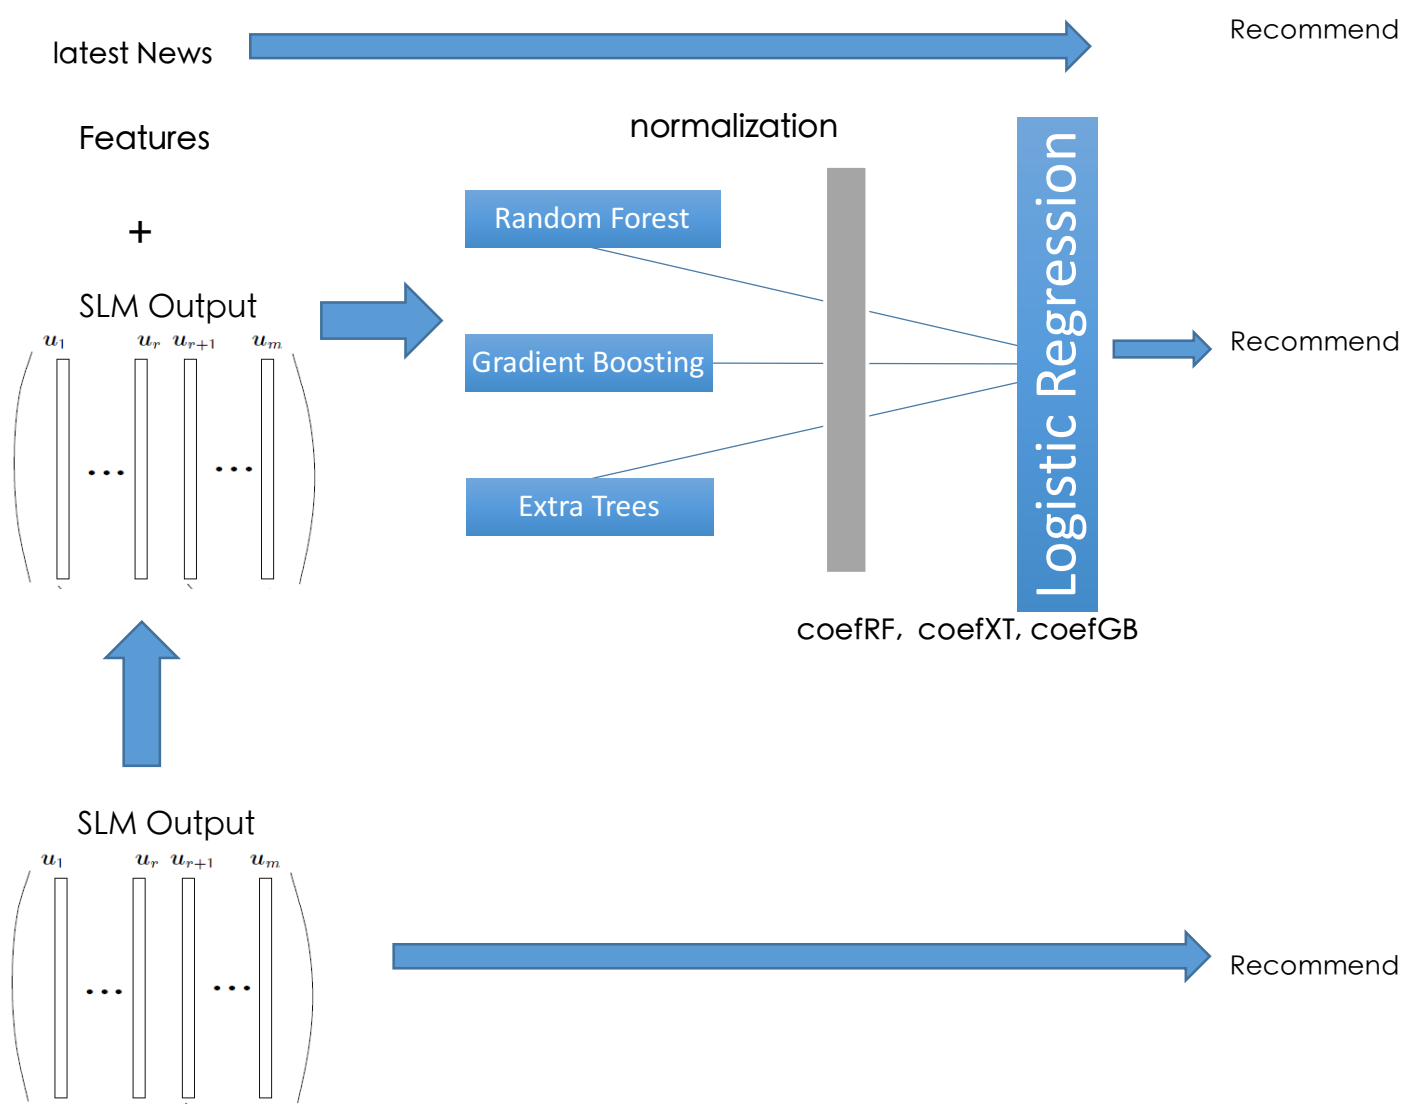 latest News
Recommend
Features
normalization
+
Random Forest
SLM Output
u1 ur ur+1 um
Gradient Boosting
Logistic Regression
Recommend
... ...
Extra Trees
coefRF, coefXT, coefGB
SLM Output
u1 ur ur+1 um
... ...
Recommend